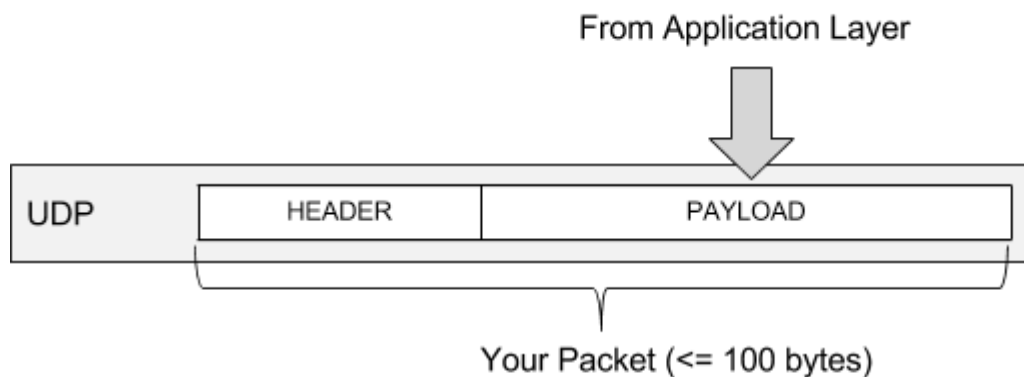 From Application Layer
UDP
HEADER
PAYLOAD
Your Packet (<= 100 bytes)